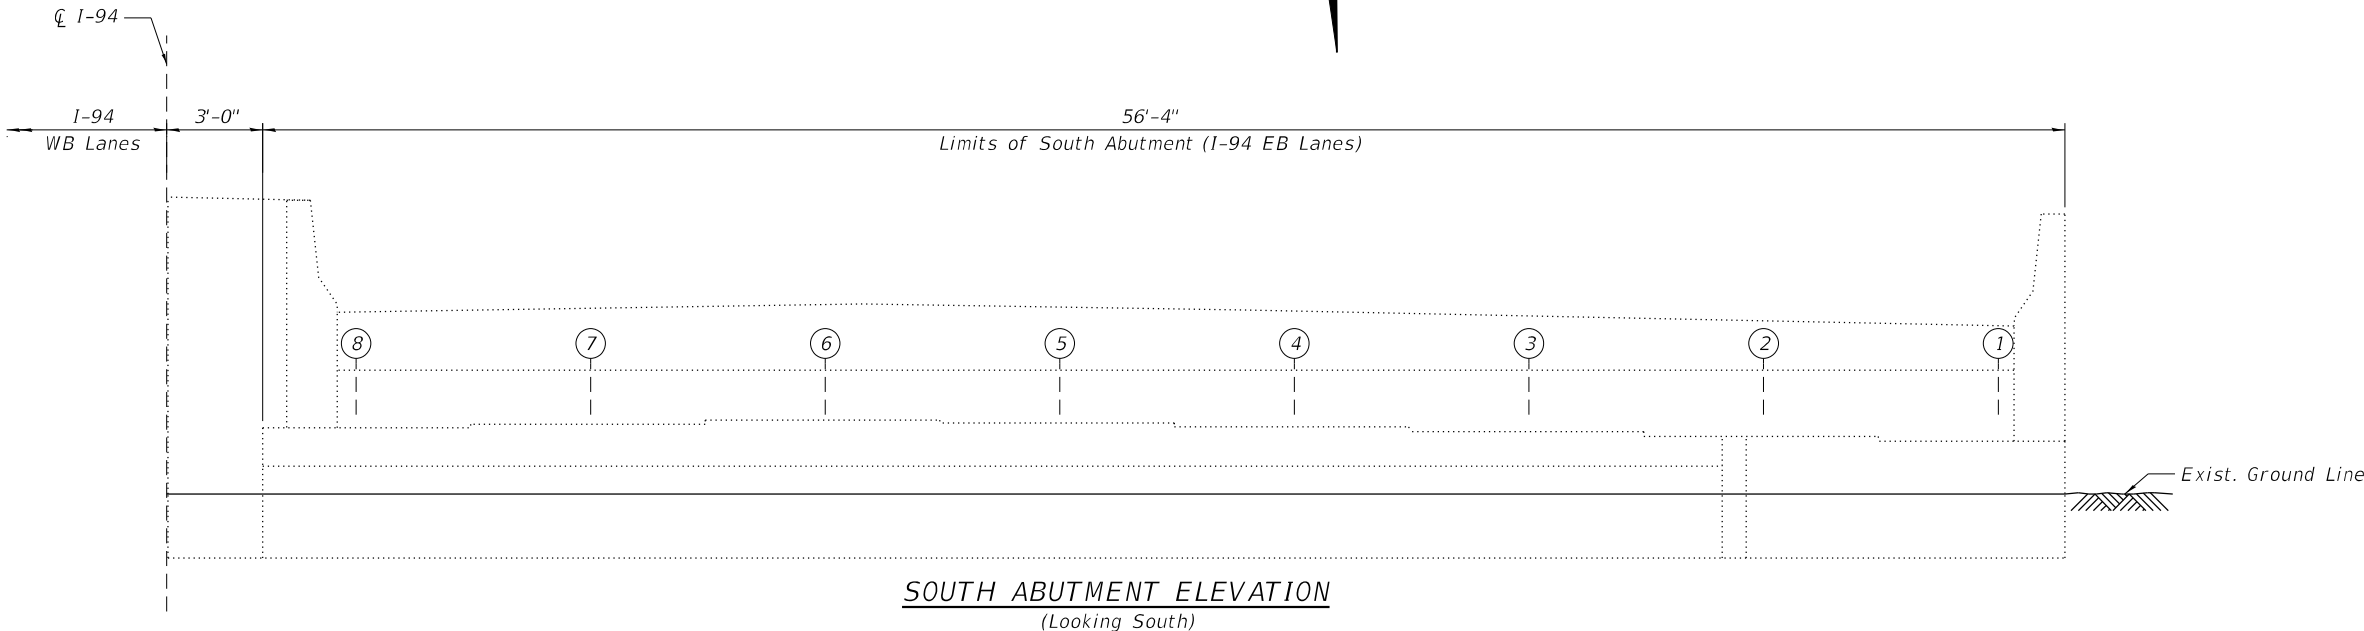 ℄ I-94
I-94
WB Lanes
3'-0"
56'-4"
Limits of South Abutment (I-94 EB Lanes)
8 7 6 5 4 3 2 1
Exist. Ground Line
SOUTH ABUTMENT ELEVATION
(Looking South)